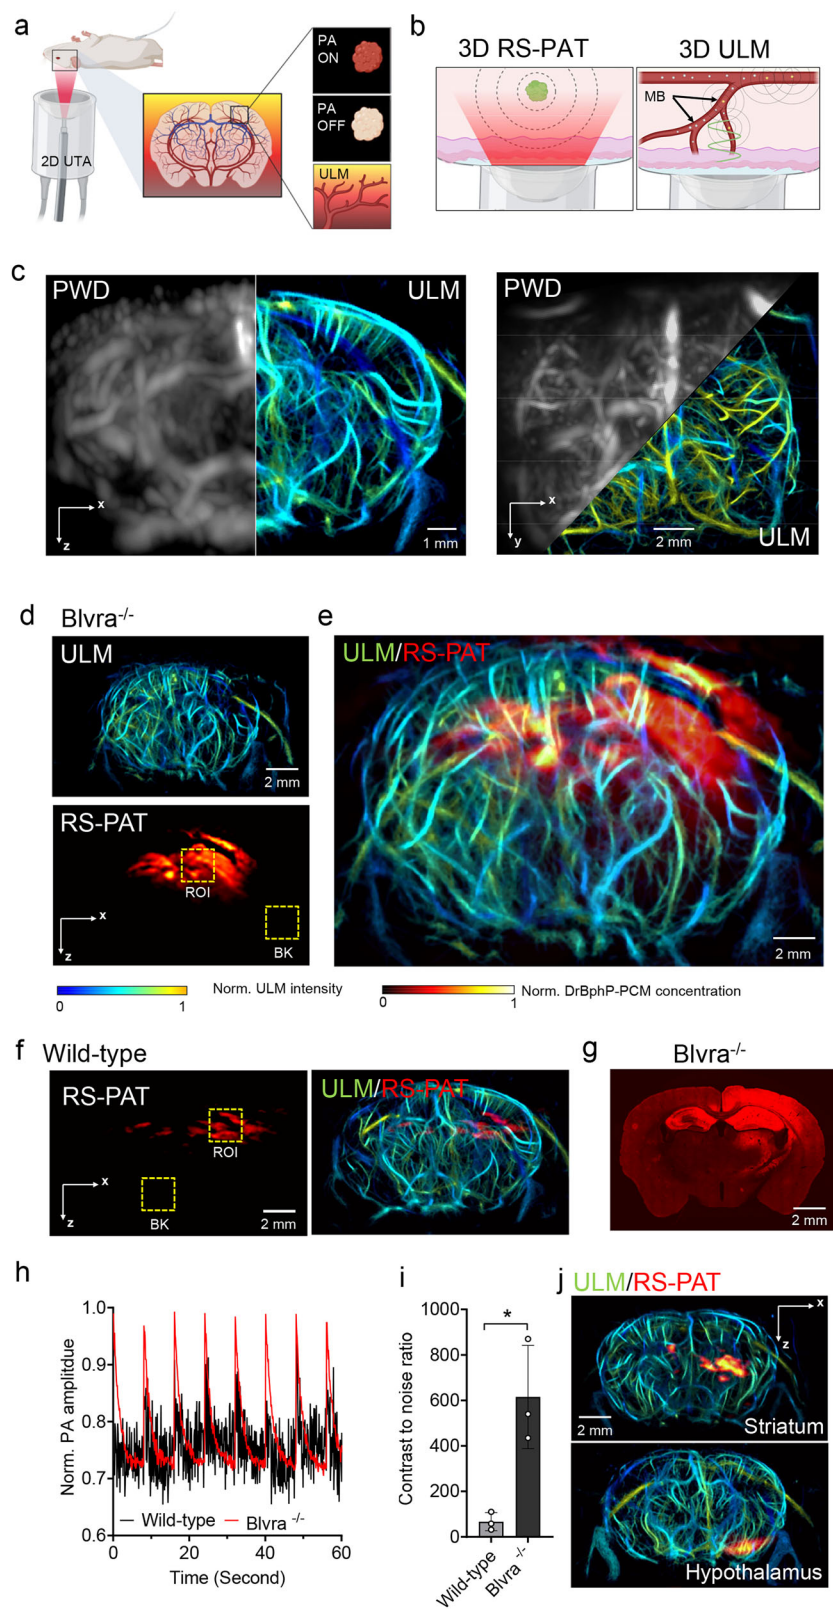 a
PA
ON
PA
OFF
ULM
2D UTA
b
3D RS-PAT
3D ULM
MB
c
PWD
ULM
x
z
1 mm
PWD
x
y
2 mm
ULM
d
Blvra-/-
ULM
2 mm
RS-PAT
ROI
x
z
BK
e
ULM/RS-PAT
2 mm
Norm. ULM intensity
0
1
Norm. DrBphP-PCM concentration
0
1
f
Wild-type
RS-PAT
ROI
x
z
BK
2 mm
ULM/RS-PAT
g
Blvra-/-
2 mm
h
Norm. PA amplitdue
1.0
0.9
0.8
0.7
0.6
Wild-type
Blvra -/-
0
20
40
60
Time (Second)
i
Contrast to noise ratio
1000
800
600
400
200
0
*
Wild-type
Blvra -/-
j
ULM/RS-PAT
x
z
2 mm
Striatum
Hypothalamus